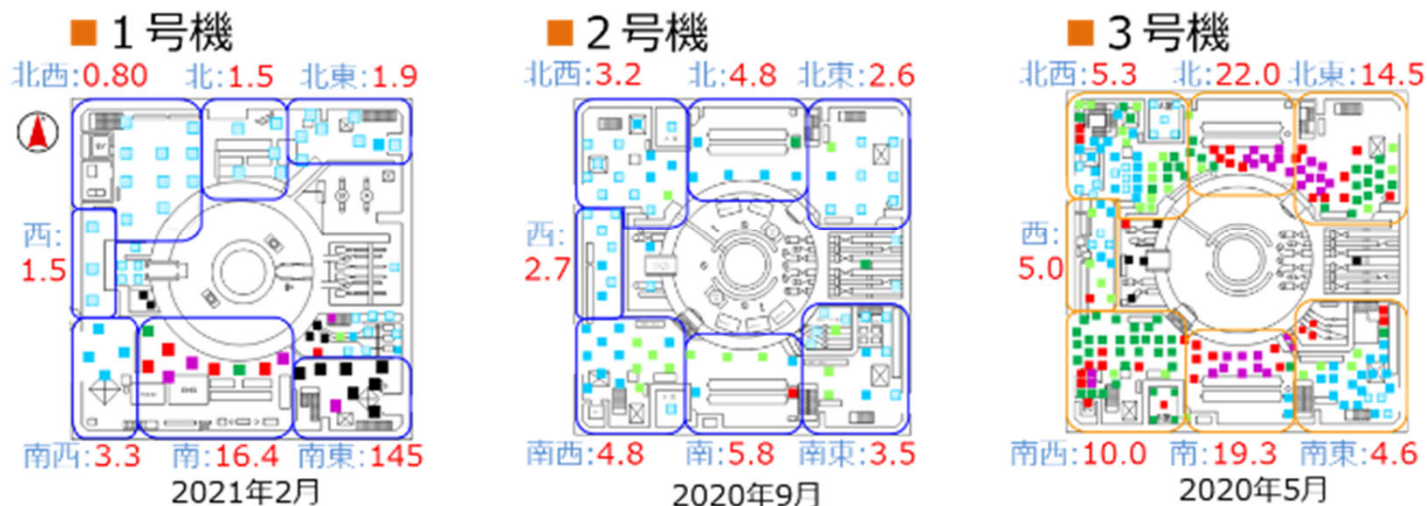 ■１号機
北西:0.80 北:1.5 北東:1.9
西:
1.5
南西:3.3 南:16.4 南東:145
2021年2月
■２号機
北西:3.2 北:4.8 北東:2.6
西:
2.7
南西:4.8 南:5.8 南東:3.5
2020年9月
■３号機
北西:5.3 北:22.0 北東:14.5
西:
5.0
南西:10.0 南:19.3 南東:4.6
2020年5月